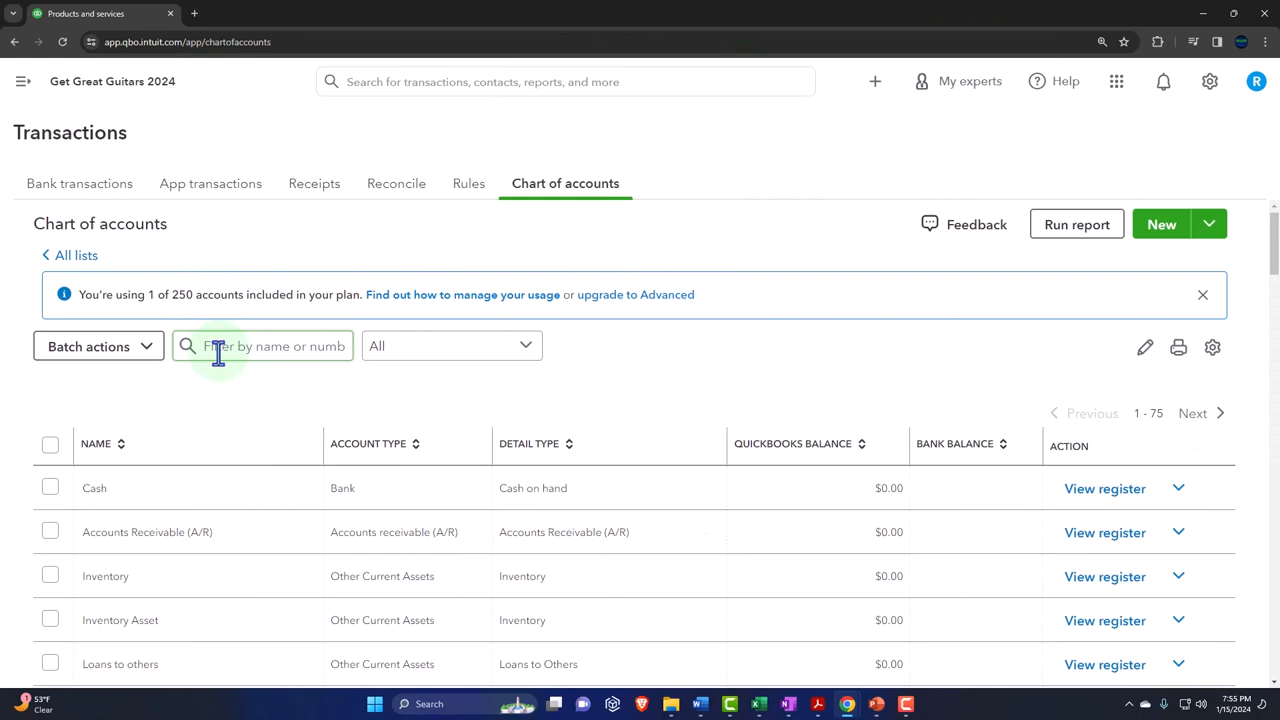 Products and services
app.qbo.intuit.com/app/chartofaccounts
Get Great Guitars 2024
Search for transactions, contacts, reports, and more
My experts
Help
R
Transactions
Bank transactions
App transactions
Receipts
Reconcile
Rules
Chart of accounts
Chart of accounts
Feedback
Run report
New
All lists
You're using 1 of 250 accounts included in your plan. Find out how to manage your usage or upgrade to Advanced
Batch actions
Filter by name or numb
All
Previous 1 - 75 Next
NAME ACCOUNT TYPE DETAIL TYPE QUICKBOOKS BALANCE BANK BALANCE ACTION
Cash Bank Cash on hand $0.00 View register
Accounts Receivable (A/R) Accounts receivable (A/R) Accounts Receivable (A/R) $0.00 View register
Inventory Other Current Assets Inventory $0.00 View register
Inventory Asset Other Current Assets Inventory $0.00 View register
Loans to others Other Current Assets Loans to Others $0.00 View register
1
53°F
Clear
Search
7:55 PM
1/15/2024